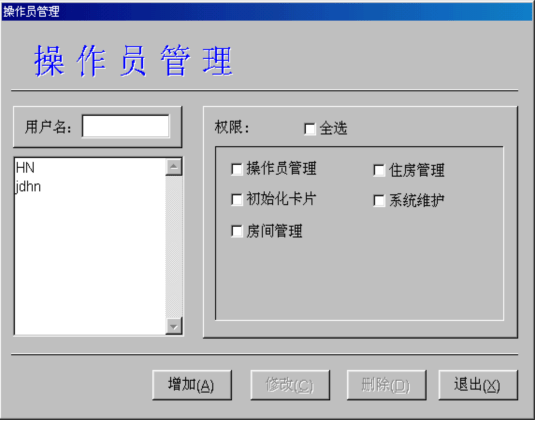 操作员管理
操作员管理
用户名:
权限: 全选
HN
jdhn
操作员管理 住房管理
初始化卡片 系统维护
房间管理
增加(A) 修改(C) 删除(D) 退出(X)